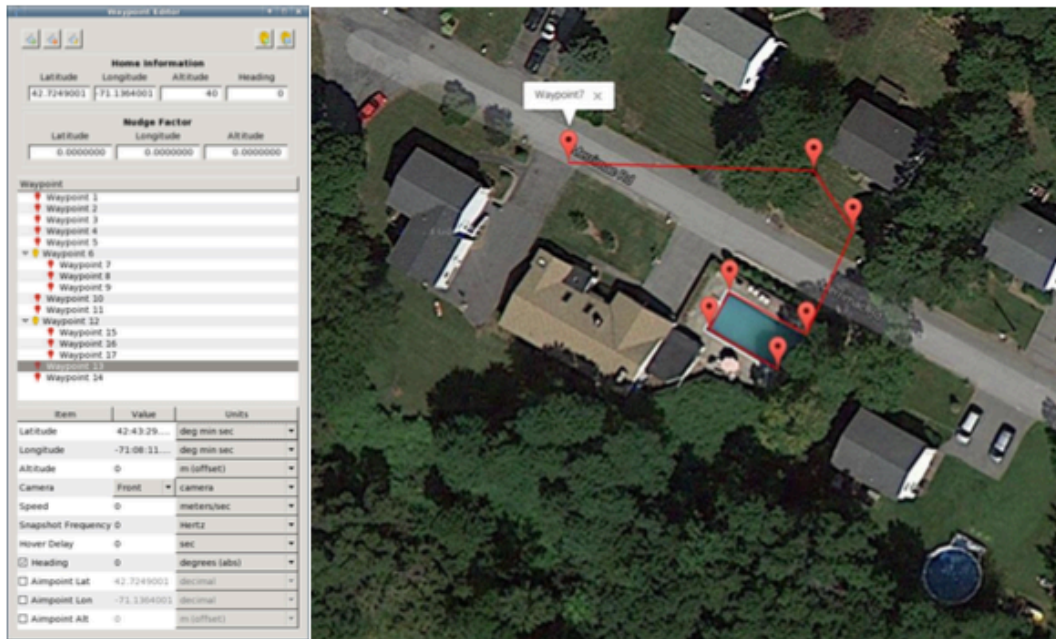 Waypoint Editor
Home Information
Latitude Longitude Altitude Heading
42.7249001 -71.1364001 40 0
Nudge Factor
Latitude Longitude Altitude
0.0000000 0.0000000 0.0000000
Waypoint
Waypoint 1
Waypoint 2
Waypoint 3
Waypoint 4
Waypoint 5
Waypoint 6
Waypoint 7
Waypoint 8
Waypoint 9
Waypoint 10
Waypoint 11
Waypoint 12
Waypoint 15
Waypoint 16
Waypoint 17
Waypoint 13
Waypoint 14
Item Value Units
Latitude 42:43:29.... deg min sec
Longitude -71:08:11.... deg min sec
Altitude 0 m (offset)
Camera Front camera
Speed 0 meters/sec
Snapshot Frequency 0 Hertz
Hover Delay 0 sec
Heading 0 degrees (abs)
Aimpoint Lat 42.7249001 decimal
Aimpoint Lon -71.1364001 decimal
Aimpoint Alt 0 m (offset)
Waypoint7 ×
Rd